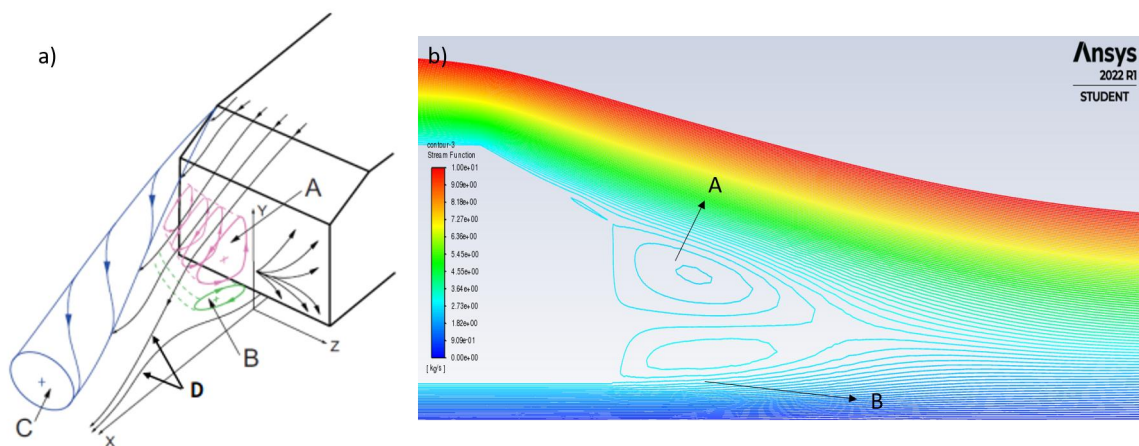 a)
A
Y
B
Z
D
C
X
b)
Ansys
2022 R1
STUDENT
contour-3
Stream Function
1.00e+01
9.09e+00
8.18e+00
7.27e+00
6.36e+00
5.45e+00
4.55e+00
3.64e+00
2.73e+00
1.82e+00
9.09e-01
0.00e+00
[ kg/s ]
A
B